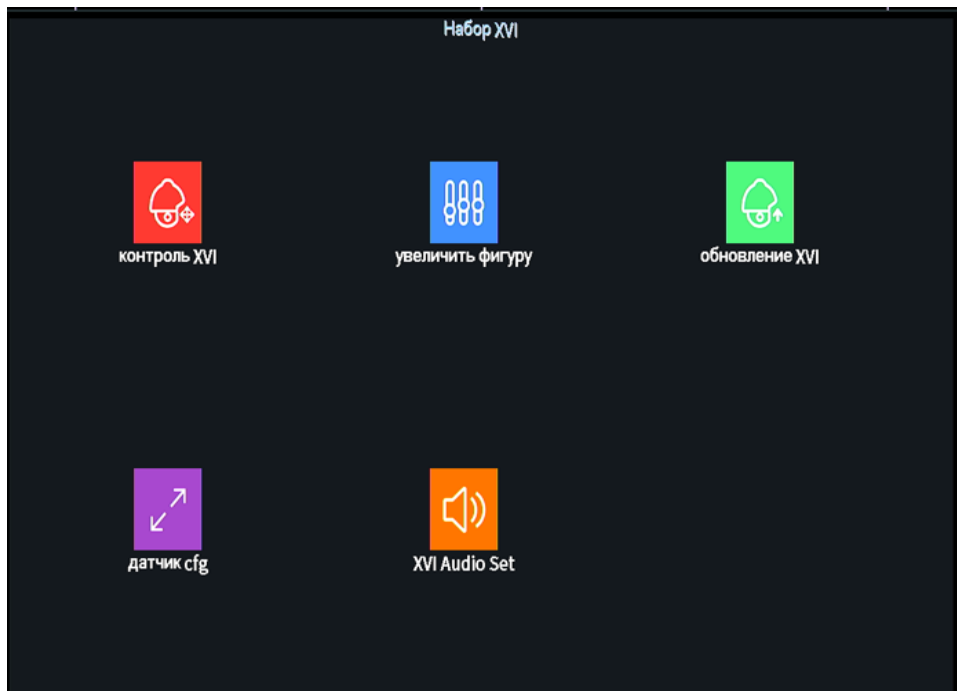 Набор XVI
контроль XVI
увеличить фигуру
обновление XVI
датчик cfg
XVI Audio Set